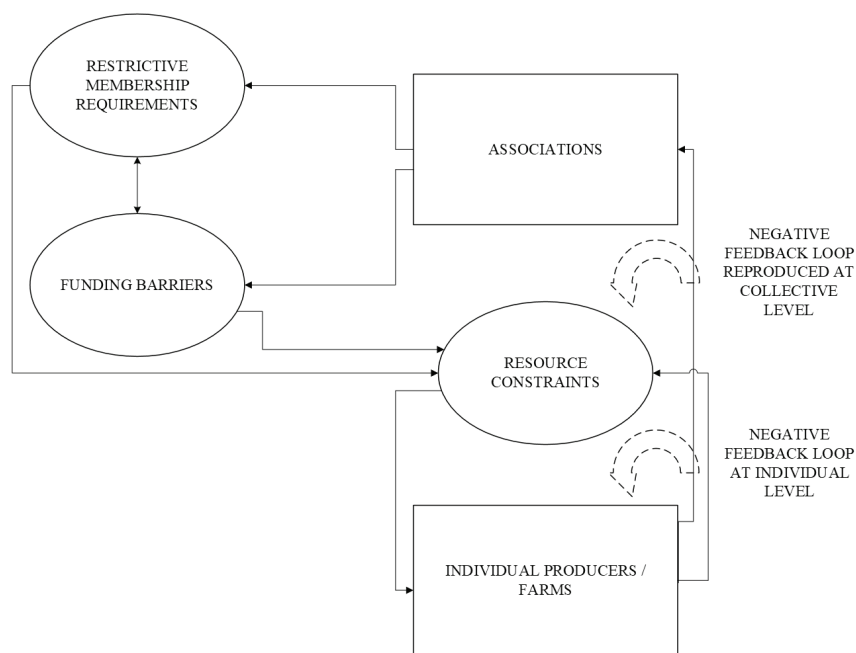 RESTRICTIVE
MEMBERSHIP
REQUIREMENTS
ASSOCIATIONS
NEGATIVE
FEEDBACK LOOP
REPRODUCED AT
COLLECTIVE
LEVEL
FUNDING BARRIERS
RESOURCE
CONSTRAINTS
NEGATIVE
FEEDBACK LOOP
AT INDIVIDUAL
LEVEL
INDIVIDUAL PRODUCERS /
FARMS